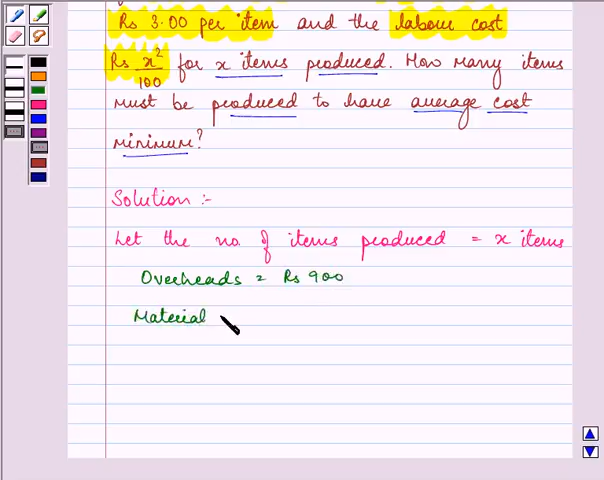 Rs 3.00 per item and the labour cost
Rs x²/100 for x items produced. How many items
must be produced to have average cost
minimum?
Solution :-
Let the no. of items produced = x items
Overheads = Rs 900
Material